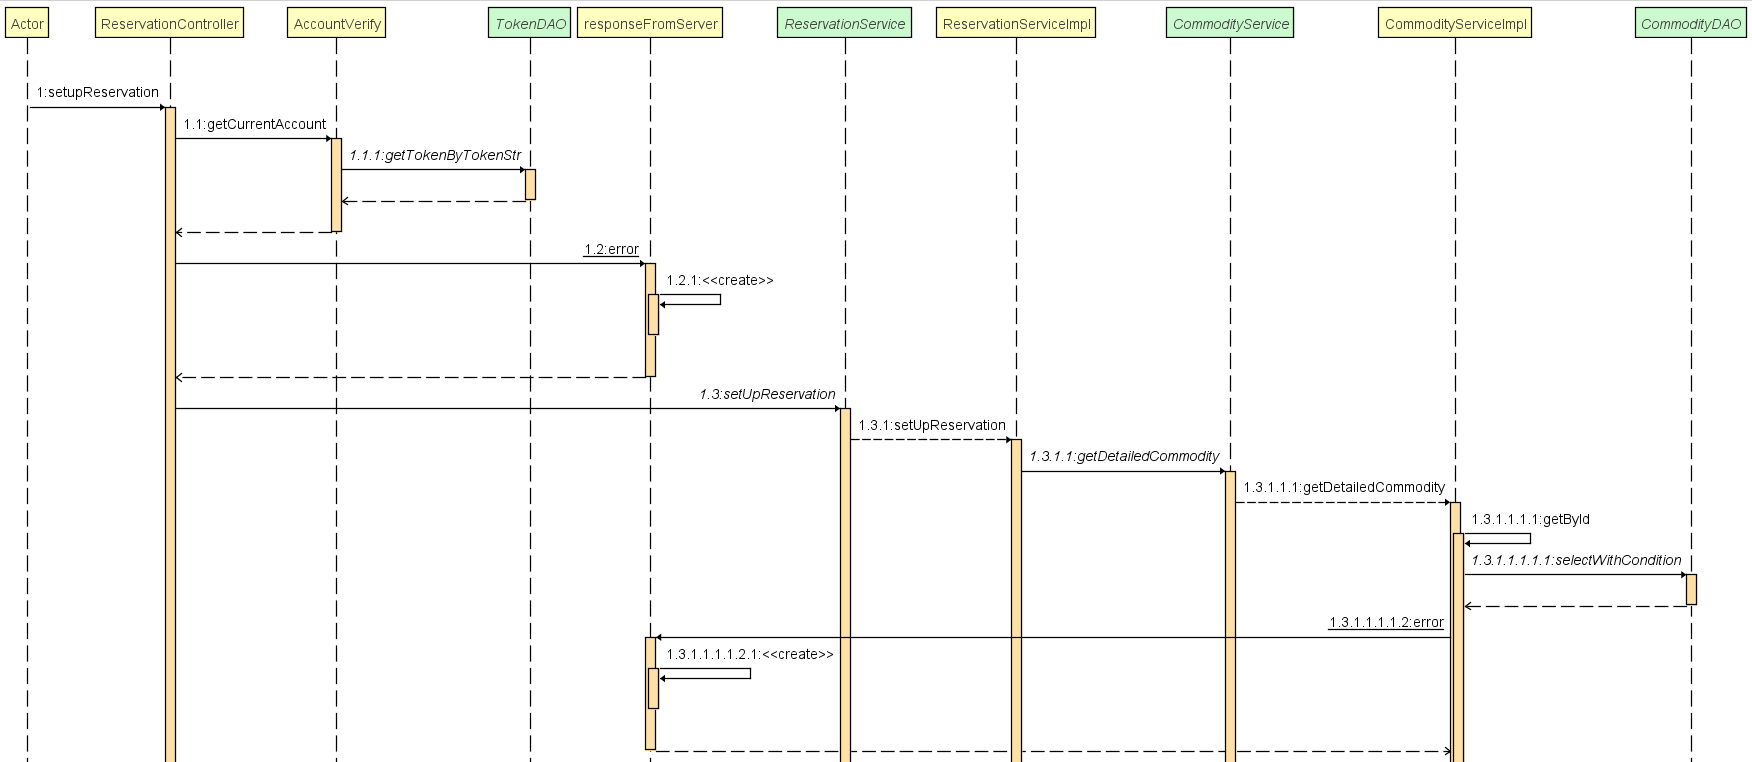 Actor
ReservationController
AccountVerify
TokenDAO
responseFromServer
ReservationService
ReservationServiceImpl
CommodityService
CommodityServiceImpl
CommodityDAO
1:setupReservation
1.1:getCurrentAccount
1.1.1:getTokenByTokenStr
1.2:error
1.2.1:<<create>>
1.3:setUpReservation
1.3.1:setUpReservation
1.3.1.1:getDetailedCommodity
1.3.1.1.1:getDetailedCommodity
1.3.1.1.1.1:getById
1.3.1.1.1.1.1:selectWithCondition
1.3.1.1.1.1.2:error
1.3.1.1.1.1.2.1:<<create>>